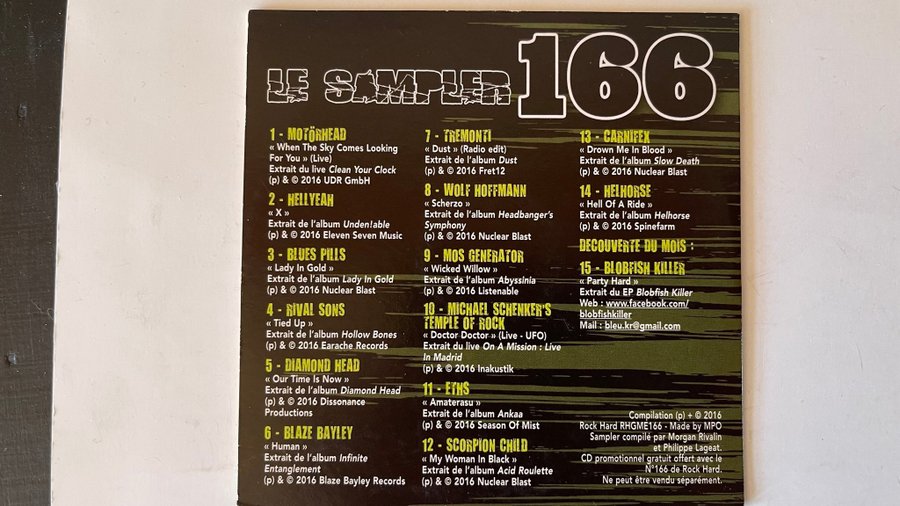 LE SAMPLER 166
1 - MOTÖRHEAD
« When The Sky Comes Looking
For You » (Live)
Extrait du live Clean Your Clock
(p) & © 2016 UDR GmbH
2 - HELLYEAH
« X »
Extrait de l'album Unden!able
(p) & © 2016 Eleven Seven Music
3 - BLUES PILLS
« Lady In Gold »
Extrait de l'album Lady In Gold
(p) & © 2016 Nuclear Blast
4 - RIVAL SONS
« Tied Up »
Extrait de l'album Hollow Bones
(p) & © 2016 Earache Records
5 - DIAMOND HEAD
« Our Time Is Now »
Extrait de l'album Diamond Head
(p) & © 2016 Dissonance
Productions
6 - BLAZE BAYLEY
« Human »
Extrait de l'album Infinite
Entanglement
(p) & © 2016 Blaze Bayley Records
7 - TREMONTI
« Dust » (Radio edit)
Extrait de l'album Dust
(p) & © 2016 Fret12
8 - WOLF HOFFMANN
« Scherzo »
Extrait de l'album Headbanger's
Symphony
(p) & © 2016 Nuclear Blast
9 - MOS GENERATOR
« Wicked Willow »
Extrait de l'album Abyssinia
(p) & © 2016 Listenable
10 - MICHAEL SCHENKER'S
TEMPLE OF ROCK
« Doctor Doctor » (Live - UFO)
Extrait du live On A Mission : Live
In Madrid
(p) & © 2016 Inakustik
11 - ETHS
« Amaterasu »
Extrait de l'album Ankaa
(p) & © 2016 Season Of Mist
12 - SCORPION CHILD
« My Woman In Black »
Extrait de l'album Acid Roulette
(p) & © 2016 Nuclear Blast
13 - CARNIFEX
« Drown Me In Blood »
Extrait de l'album Slow Death
(p) & © 2016 Nuclear Blast
14 - HELHORSE
« Hell Of A Ride »
Extrait de l'album Helhorse
(p) & © 2016 Spinefarm
DECOUVERTE DU MOIS :
15 - BLOBFISH KILLER
« Party Hard »
Extrait du EP Blobfish Killer
Web : www.facebook.com/
blobfishkiller
Mail : bleu.kr@gmail.com
Compilation (p) + © 2016
Rock Hard RHGME166 - Made by MPO
Sampler compilé par Morgan Rivalin
et Philippe Lageat.
CD promotionnel gratuit offert avec le
N°166 de Rock Hard.
Ne peut être vendu séparément.